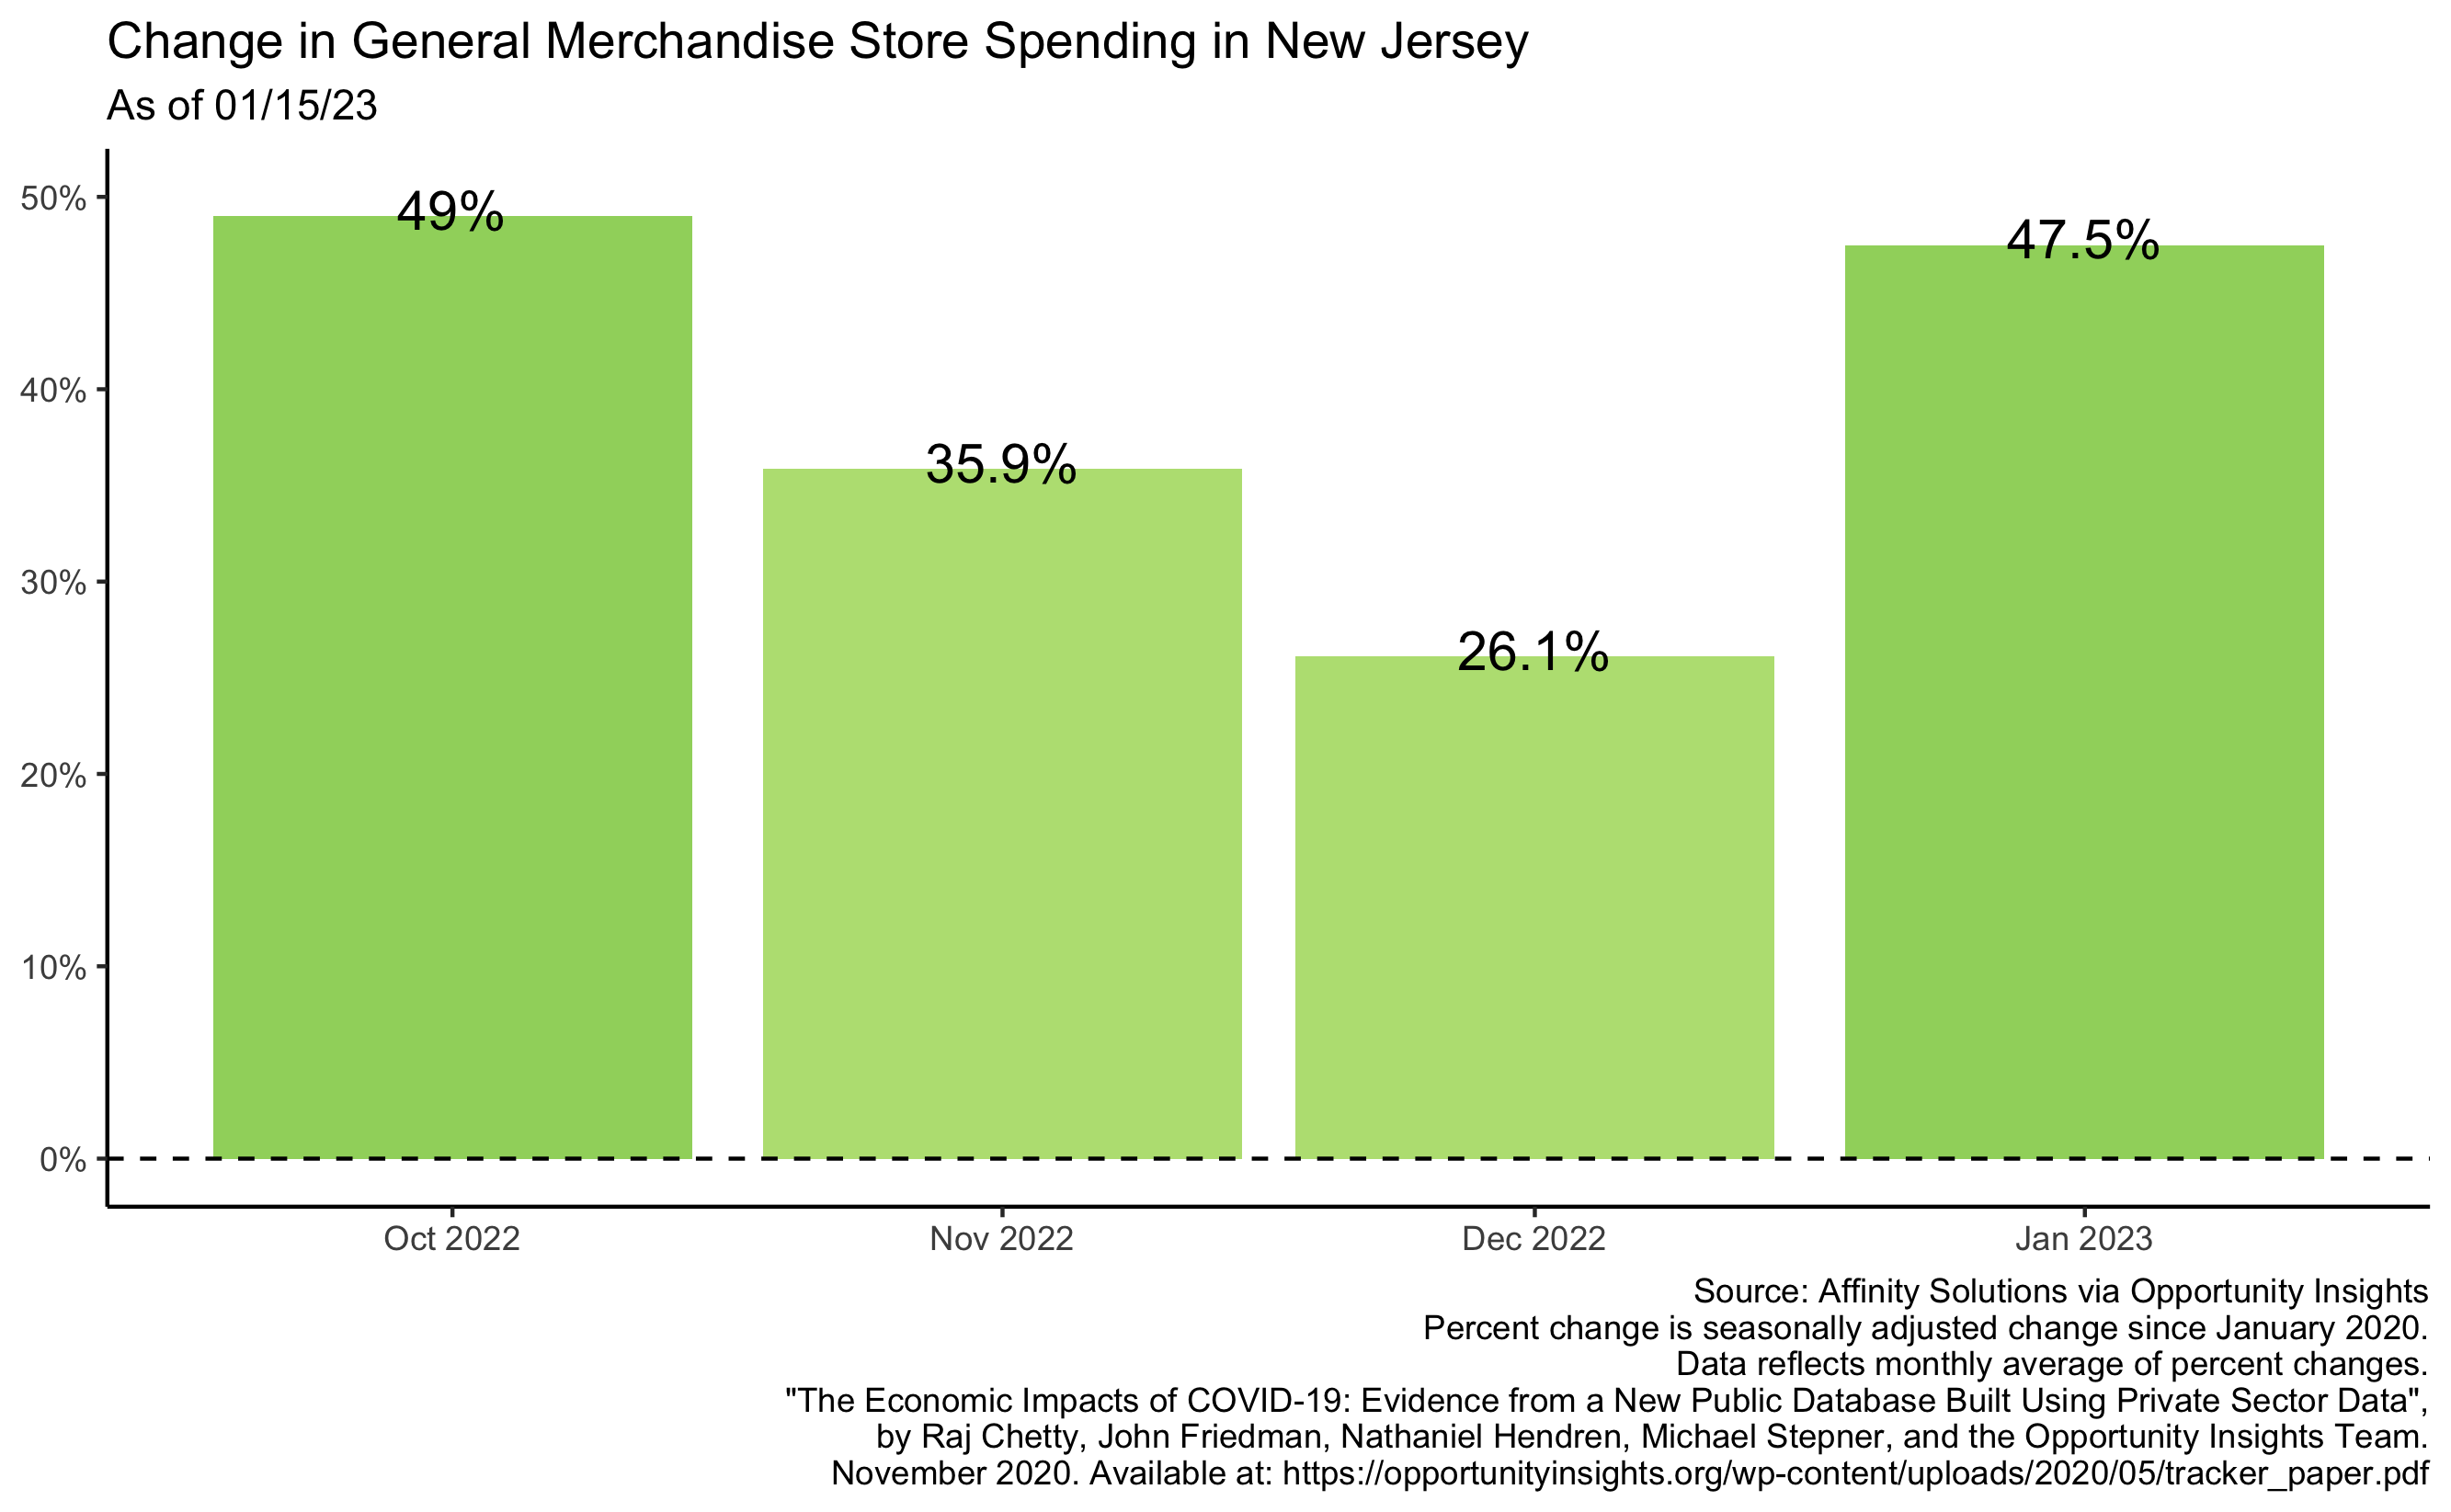 Change in General Merchandise Store Spending in New Jersey
As of 01/15/23
50%
40%
30%
20%
10%
0%
49%
35.9%
26.1%
47.5%
Oct 2022
Nov 2022
Dec 2022
Jan 2023
Source: Affinity Solutions via Opportunity Insights
Percent change is seasonally adjusted change since January 2020.
Data reflects monthly average of percent changes.
"The Economic Impacts of COVID-19: Evidence from a New Public Database Built Using Private Sector Data",
by Raj Chetty, John Friedman, Nathaniel Hendren, Michael Stepner, and the Opportunity Insights Team.
November 2020. Available at: https://opportunityinsights.org/wp-content/uploads/2020/05/tracker_paper.pdf